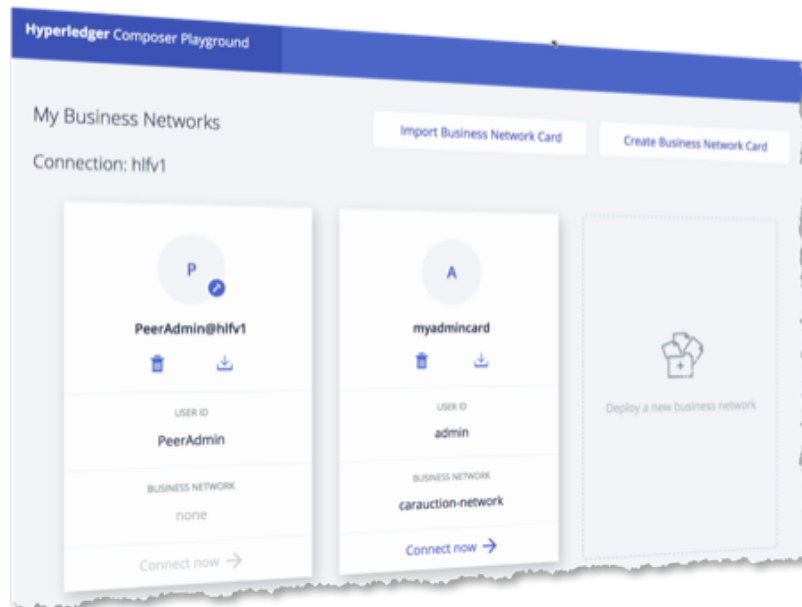 Hyperledger Composer Playground
My Business Networks
Import Business Network Card
Create Business Network Card
Connection: hlfv1
P
PeerAdmin@hlfv1
USER ID
PeerAdmin
BUSINESS NETWORK
none
Connect now
A
myadmincard
USER ID
admin
BUSINESS NETWORK
carauction-network
Connect now
Deploy a new business network